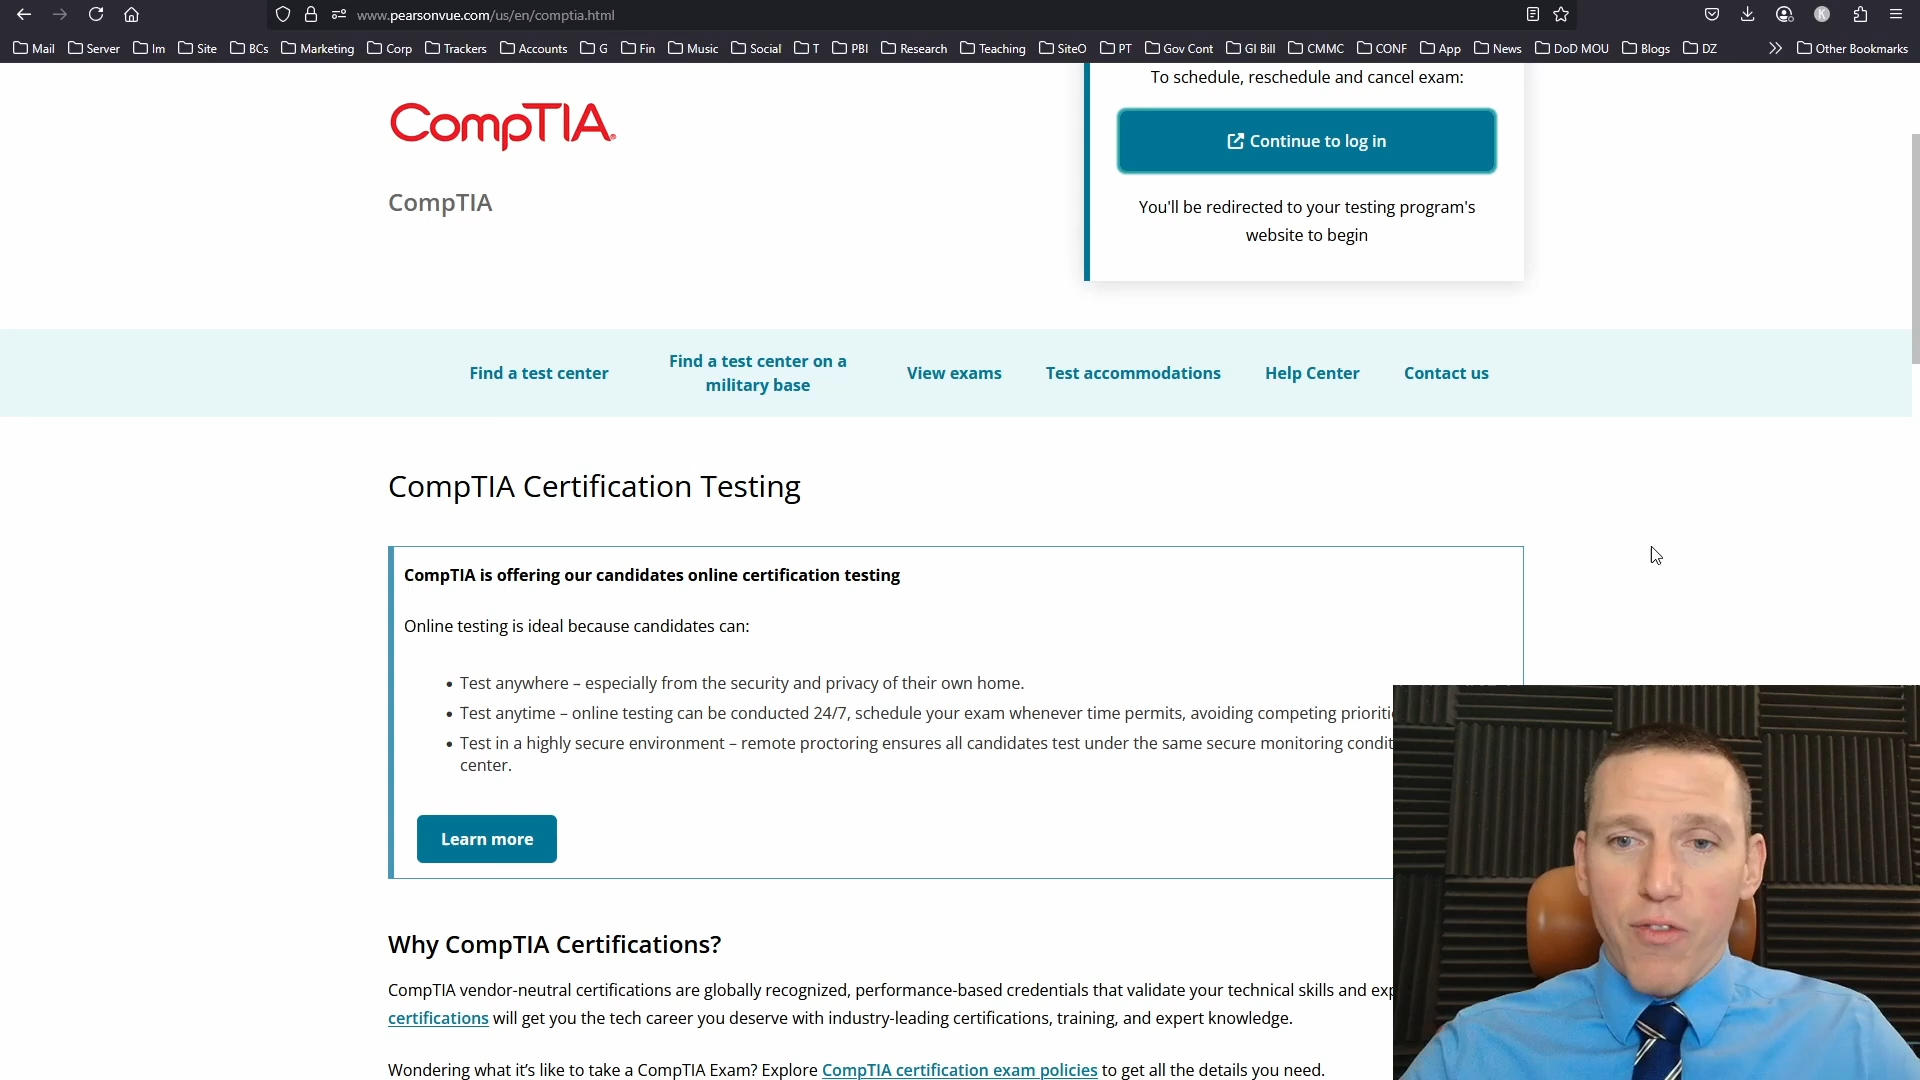 www.pearsonvue.com/us/en/comptia.html
Mail Server Im Site BCs Marketing Corp Trackers Accounts G Fin Music Social T PBI Research Teaching SiteO PT Gov Cont GI Bill CMMC CONF App News DoD MOU Blogs DZ Other Bookmarks
K
To schedule, reschedule and cancel exam:
CompTIA.
Continue to log in
CompTIA
You'll be redirected to your testing program's
website to begin
Find a test center
Find a test center on a
military base
View exams
Test accommodations
Help Center
Contact us
CompTIA Certification Testing
CompTIA is offering our candidates online certification testing
Online testing is ideal because candidates can:
• Test anywhere – especially from the security and privacy of their own home.
• Test anytime – online testing can be conducted 24/7, schedule your exam whenever time permits, avoiding competing
• Test in a highly secure environment – remote proctoring ensures all candidates test under the same secure monitoring
center.
Learn more
Why CompTIA Certifications?
CompTIA vendor-neutral certifications are globally recognized, performance-based credentials that validate your technical skills and
certifications will get you the tech career you deserve with industry-leading certifications, training, and expert knowledge.
Wondering what it's like to take a CompTIA Exam? Explore CompTIA certification exam policies to get all the details you need.